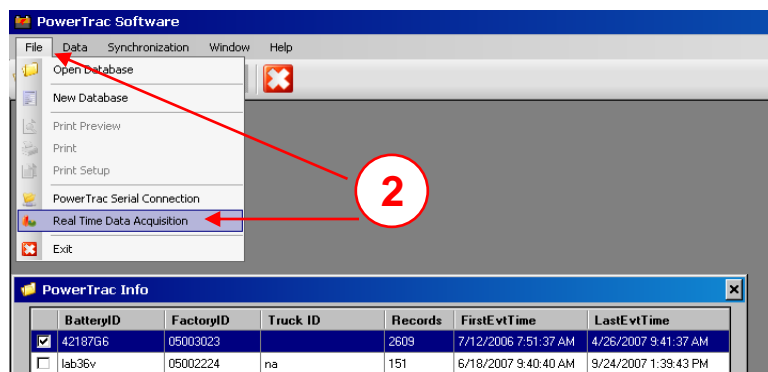 PowerTrac Software
File Data Synchronization Window Help
Open Database
New Database
Print Preview
Print
Print Setup
2
PowerTrac Serial Connection
Real Time Data Acquisition
Exit
PowerTrac Info
BatteryID FactoryID Truck ID Records FirstEvtTime LastEvtTime
42187G6 05003023 2609 7/12/2006 7:51:37 AM 4/26/2007 9:41:37 AM
lab36v 05002224 na 151 6/18/2007 9:40:40 AM 9/24/2007 1:39:43 PM